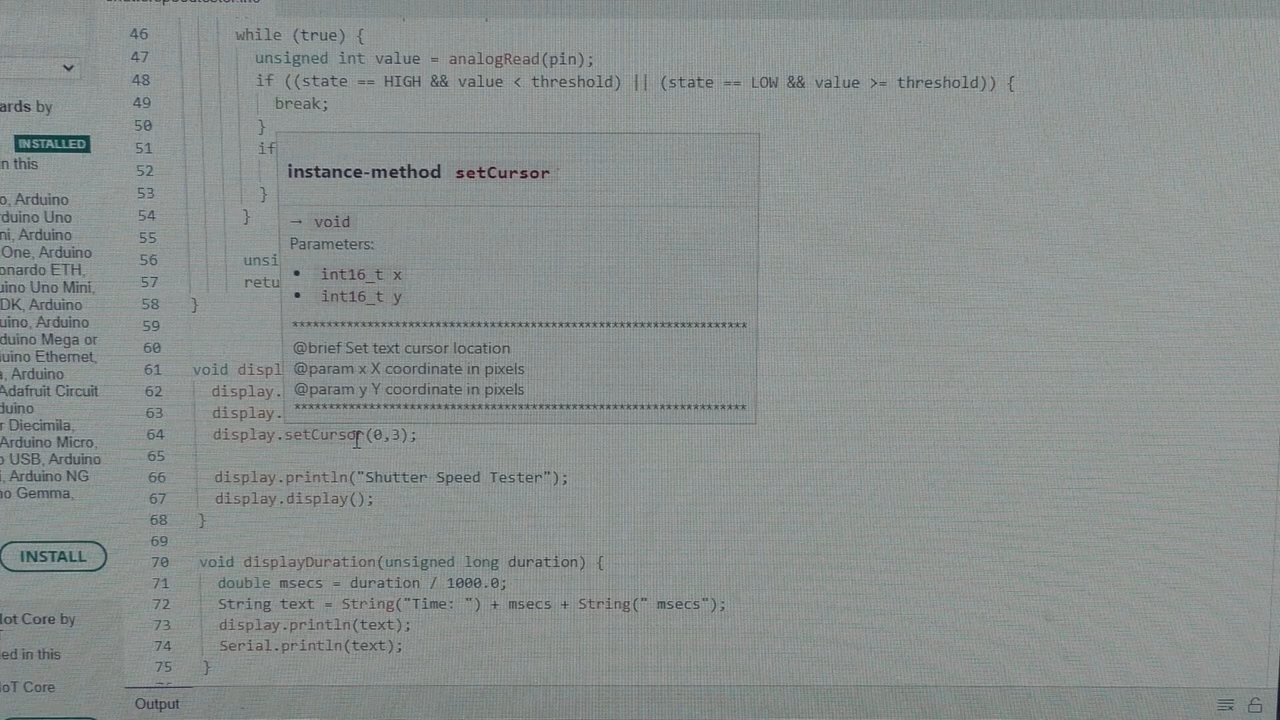 46 while (true) {
47 unsigned int value = analogRead(pin);
48 if ((state == HIGH && value < threshold) || (state == LOW && value >= threshold)) {
49 break;
50 }
51 if
52
53 }
54 }
55
56 unsi
57 retu
58 }
59
60
61 void displ
62 display.
63 display.
64 display.setCursor(0,3);
65
66 display.println("Shutter Speed Tester");
67 display.display();
68 }
69
70 void displayDuration(unsigned long duration) {
71 double msecs = duration / 1000.0;
72 String text = String("Time: ") + msecs + String(" msecs");
73 display.println(text);
74 Serial.println(text);
75 }
instance-method setCursor
→ void
Parameters:
• int16_t x
• int16_t y
@brief Set text cursor location
@param x X coordinate in pixels
@param y Y coordinate in pixels
ards by
INSTALLED
n this
o, Arduino
rduino Uno
ni, Arduino
One, Arduino
onardo ETH,
uino Uno Mini,
DK, Arduino
uino, Arduino
duino Mega or
uino Ethernet,
a, Arduino
Adafruit Circuit
duino
r Diecimila,
Arduino Micro,
o USB, Arduino
i, Arduino NG
no Gemma,
INSTALL
Iot Core by
ed in this
IoT Core
Output